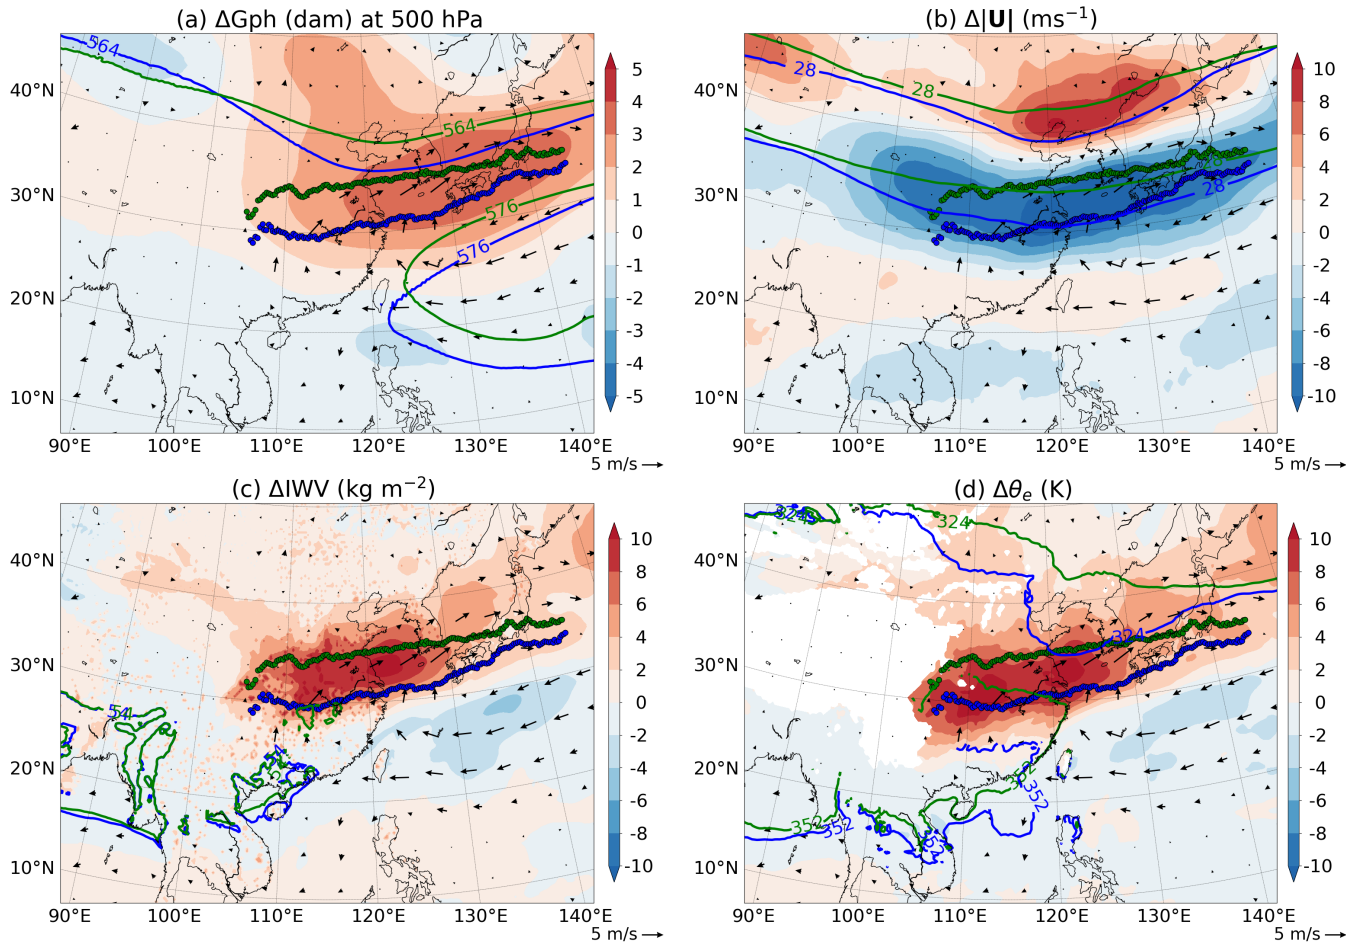 (a) ΔGph (dam) at 500 hPa
564
564
576
576
40°N
30°N
20°N
10°N
90°E 100°E 110°E 120°E 130°E 140°E
5
4
3
2
1
0
-1
-2
-3
-4
-5
5 m/s
(b) Δ|U| (ms−1)
28
28
28
40°N
30°N
20°N
10°N
90°E 100°E 110°E 120°E 130°E 140°E
10
8
6
4
2
0
-2
-4
-6
-8
-10
5 m/s
(c) ΔIWV (kg m−2)
54
40°N
30°N
20°N
10°N
90°E 100°E 110°E 120°E 130°E 140°E
10
8
6
4
2
0
-2
-4
-6
-8
-10
5 m/s
(d) Δθe (K)
324
324
324
352
352
352
352
40°N
30°N
20°N
10°N
90°E 100°E 110°E 120°E 130°E 140°E
10
8
6
4
2
0
-2
-4
-6
-8
-10
5 m/s